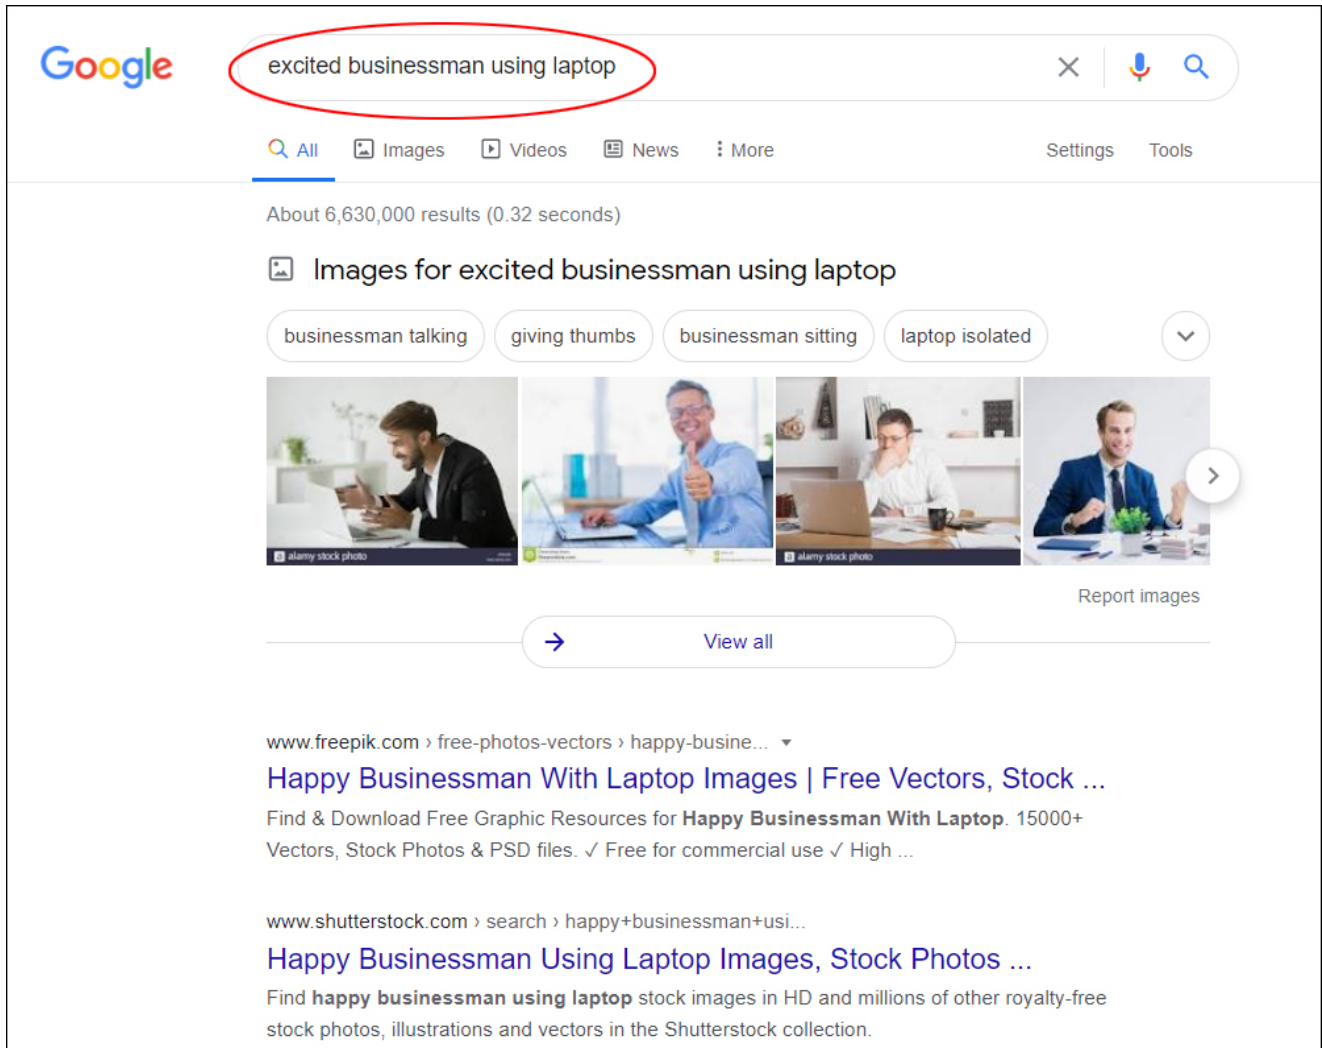 Google
excited businessman using laptop
All Images Videos News More Settings Tools
About 6,630,000 results (0.32 seconds)
Images for excited businessman using laptop
businessman talking giving thumbs businessman sitting laptop isolated
a alamy stock photo a alamy stock photo
Report images
View all
www.freepik.com › free-photos-vectors › happy-busine...
Happy Businessman With Laptop Images | Free Vectors, Stock ...
Find & Download Free Graphic Resources for Happy Businessman With Laptop. 15000+
Vectors, Stock Photos & PSD files. ✓ Free for commercial use ✓ High ...
www.shutterstock.com › search › happy+businessman+usi...
Happy Businessman Using Laptop Images, Stock Photos ...
Find happy businessman using laptop stock images in HD and millions of other royalty-free
stock photos, illustrations and vectors in the Shutterstock collection.